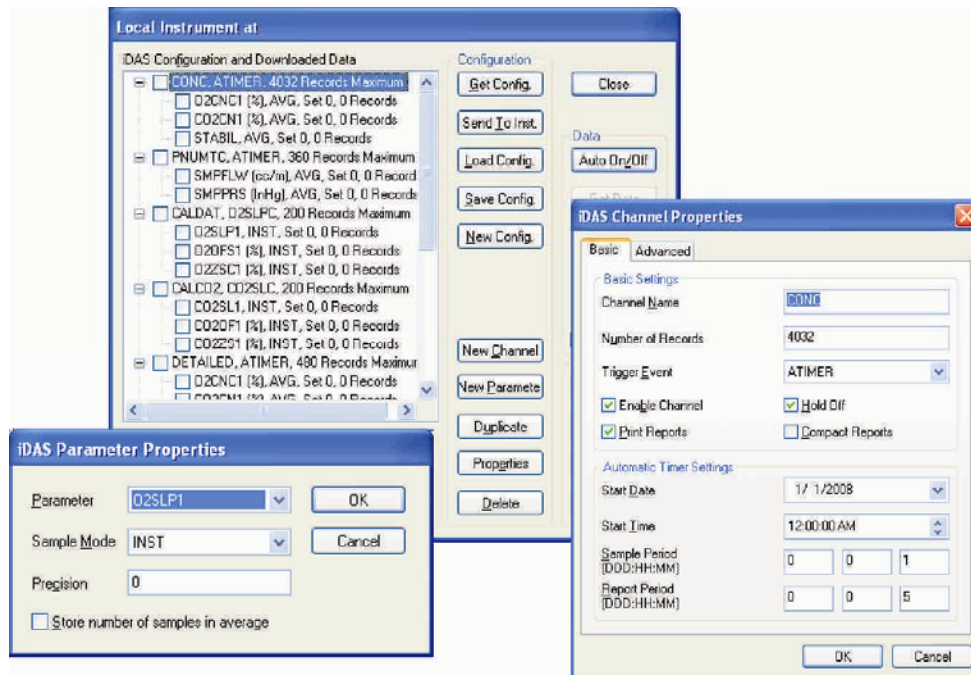 Local Instrument at
iDAS Configuration and Downloaded Data
CONC, ATIMER, 4032 Records Maximum
O2CNC1 (%), AVG, Set 0, 0 Records
CO2CN1 (%), AVG, Set 0, 0 Records
STABIL, AVG, Set 0, 0 Records
PNUMTC, ATIMER, 360 Records Maximum
SMPFLW (cc/m), AVG, Set 0, 0 Record
SMPPRS (InHg), AVG, Set 0, 0 Records
CALDAT, O2SLPC, 200 Records Maximum
O2SLP1, INST, Set 0, 0 Records
O2OFS1 (%), INST, Set 0, 0 Records
O2ZSC1 (%), INST, Set 0, 0 Records
CALCO2, CO2SLC, 200 Records Maximum
CO2SL1, INST, Set 0, 0 Records
CO2OF1 (%), INST, Set 0, 0 Records
CO2ZS1 (%), INST, Set 0, 0 Records
DETAILED, ATIMER, 480 Records Maximur
O2CNC1 (%), AVG, Set 0, 0 Records
CO2CN1 (%), AVG, Set 0, 0 Records
Configuration
Get Config.
Send To Inst.
Load Config.
Save Config.
New Config.
New Channel
New Paramete
Duplicate
Properties
Delete
Close
Data
Auto On/Off
Get Data
iDAS Parameter Properties
Parameter O2SLP1
Sample Mode INST
Precision 0
Store number of samples in average
OK
Cancel
iDAS Channel Properties
Basic Advanced
Basic Settings
Channel Name CONC
Number of Records 4032
Trigger Event ATIMER
Enable Channel Hold Off
Print Reports Compact Reports
Automatic Timer Settings
Start Date 1/ 1/2008
Start Time 12:00:00 AM
Sample Period
(DDD:HH:MM) 0 0 1
Report Period
(DDD:HH:MM) 0 0 5
OK Cancel